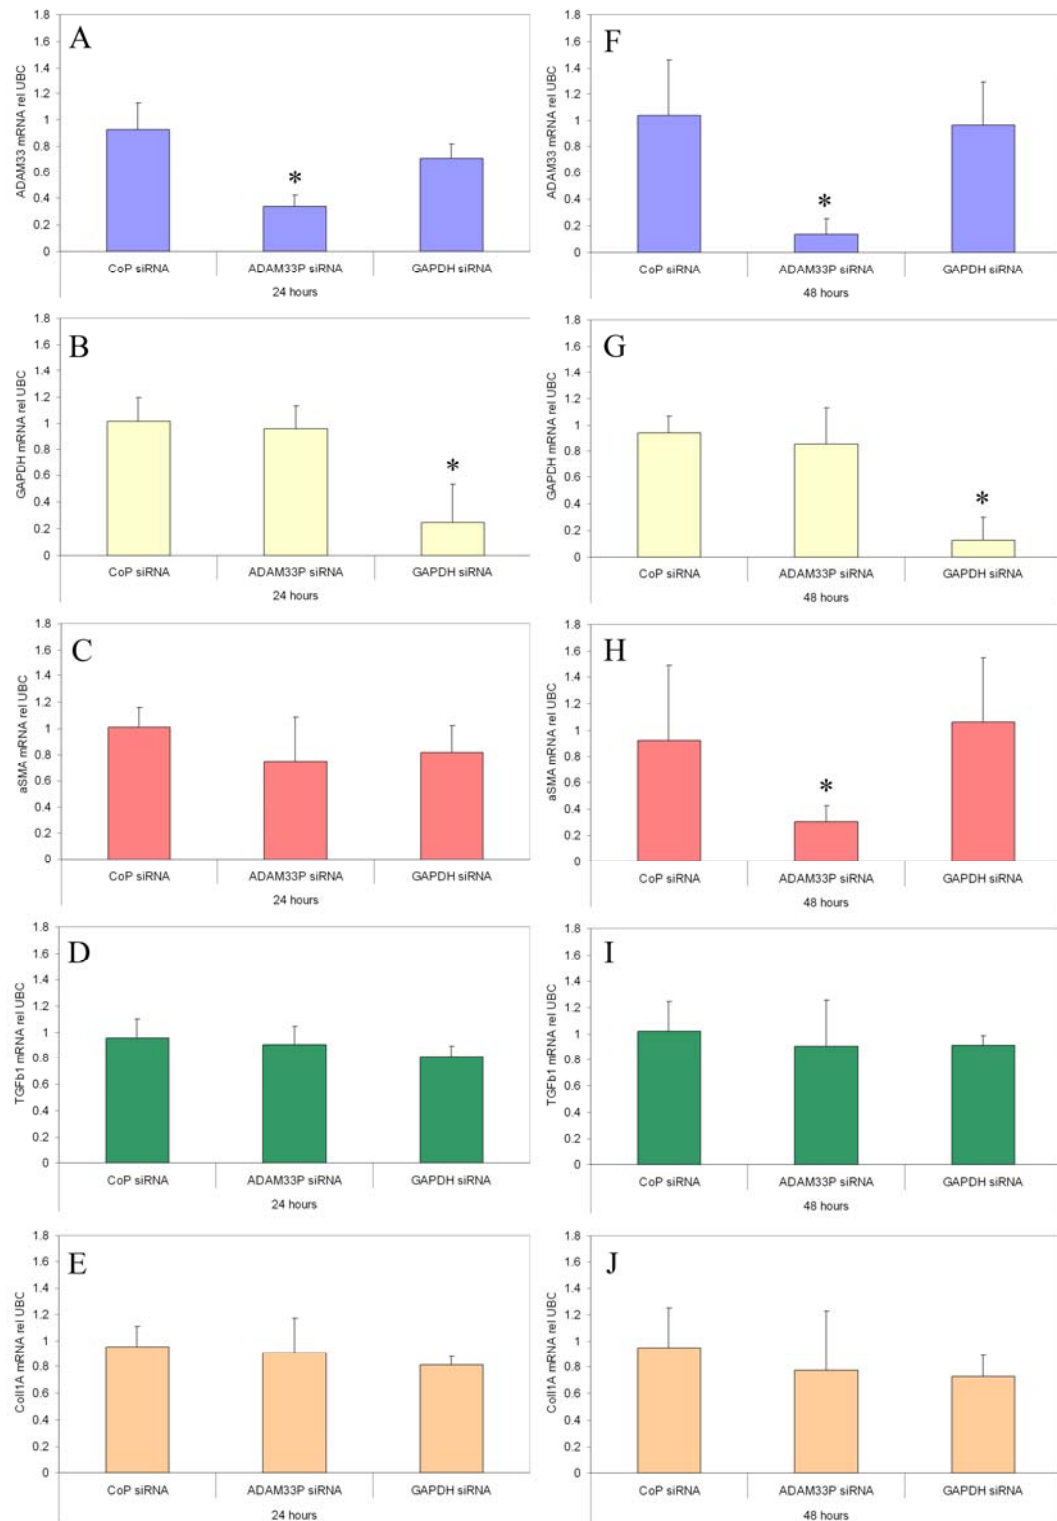 A
ADAM33 mRNA rel UBC
1.8
1.6
1.4
1.2
1
0.8
0.6
0.4
0.2
0
*
CoP siRNA ADAM33P siRNA GAPDH siRNA
24 hours
F
ADAM33 mRNA rel UBC
1.8
1.6
1.4
1.2
1
0.8
0.6
0.4
0.2
0
*
CoP siRNA ADAM33P siRNA GAPDH siRNA
48 hours
B
GAPDH mRNA rel UBC
1.8
1.6
1.4
1.2
1
0.8
0.6
0.4
0.2
0
*
CoP siRNA ADAM33P siRNA GAPDH siRNA
24 hours
G
GAPDH mRNA rel UBC
1.8
1.6
1.4
1.2
1
0.8
0.6
0.4
0.2
0
*
CoP siRNA ADAM33P siRNA GAPDH siRNA
48 hours
C
aSMA mRNA rel UBC
1.8
1.6
1.4
1.2
1
0.8
0.6
0.4
0.2
0
CoP siRNA ADAM33P siRNA GAPDH siRNA
24 hours
H
aSMA mRNA rel UBC
1.8
1.6
1.4
1.2
1
0.8
0.6
0.4
0.2
0
*
CoP siRNA ADAM33P siRNA GAPDH siRNA
48 hours
D
TGFb1 mRNA rel UBC
1.8
1.6
1.4
1.2
1
0.8
0.6
0.4
0.2
0
CoP siRNA ADAM33P siRNA GAPDH siRNA
24 hours
I
TGFb1 mRNA rel UBC
1.8
1.6
1.4
1.2
1
0.8
0.6
0.4
0.2
0
CoP siRNA ADAM33P siRNA GAPDH siRNA
48 hours
E
Coll1A mRNA rel UBC
1.8
1.6
1.4
1.2
1
0.8
0.6
0.4
0.2
0
CoP siRNA ADAM33P siRNA GAPDH siRNA
24 hours
J
Coll1A mRNA rel UBC
1.8
1.6
1.4
1.2
1
0.8
0.6
0.4
0.2
0
CoP siRNA ADAM33P siRNA GAPDH siRNA
48 hours